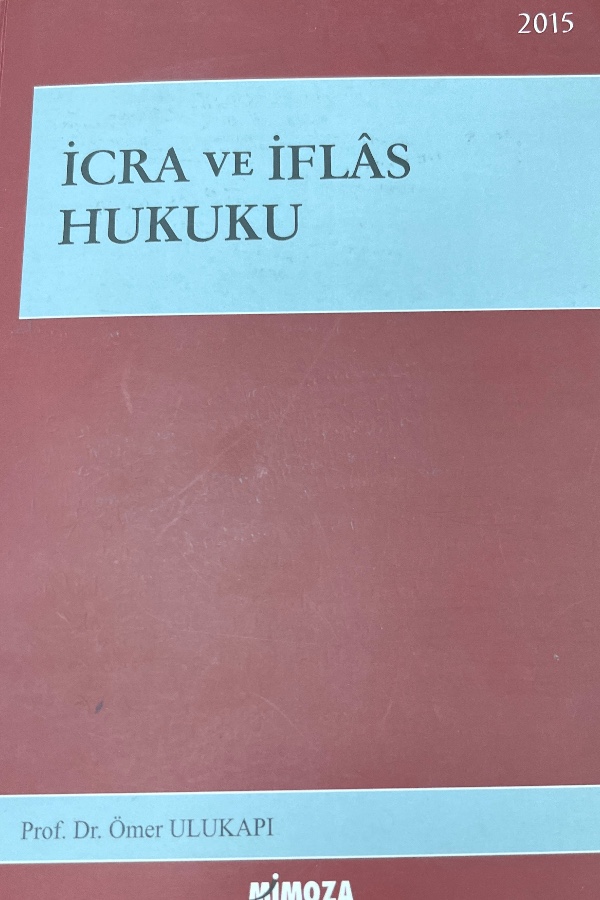 2015
İCRA VE İFLÂS
HUKUKU
Prof. Dr. Ömer ULUKAPI
MİMOZA